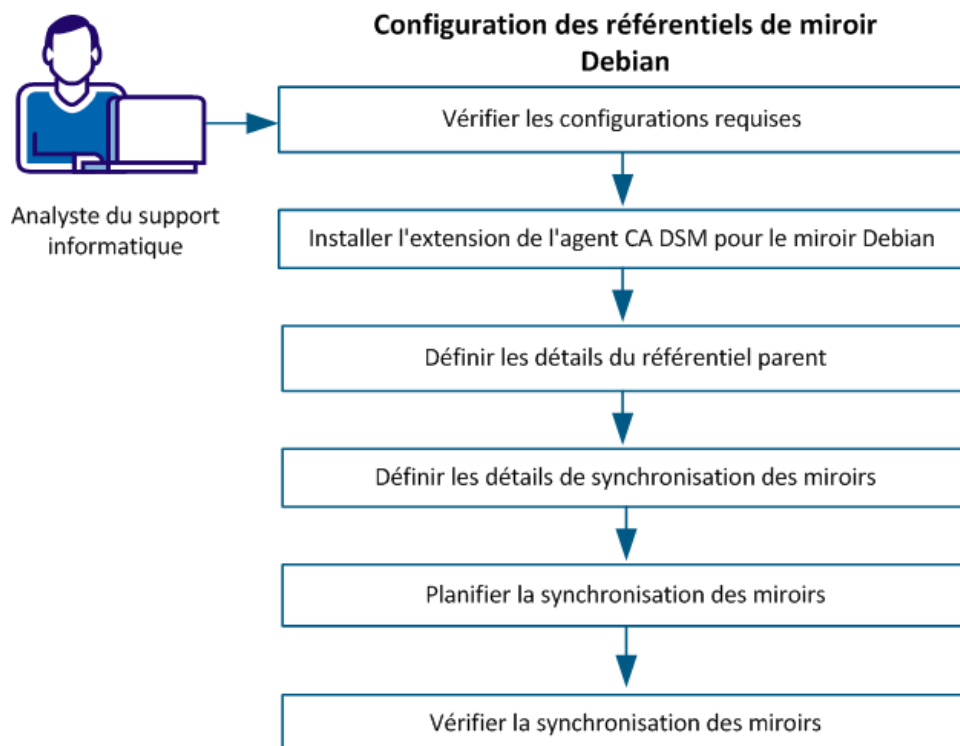 Configuration des référentiels de miroir
Debian
Analyste du support
informatique
Vérifier les configurations requises
Installer l'extension de l'agent CA DSM pour le miroir Debian
Définir les détails du référentiel parent
Définir les détails de synchronisation des miroirs
Planifier la synchronisation des miroirs
Vérifier la synchronisation des miroirs